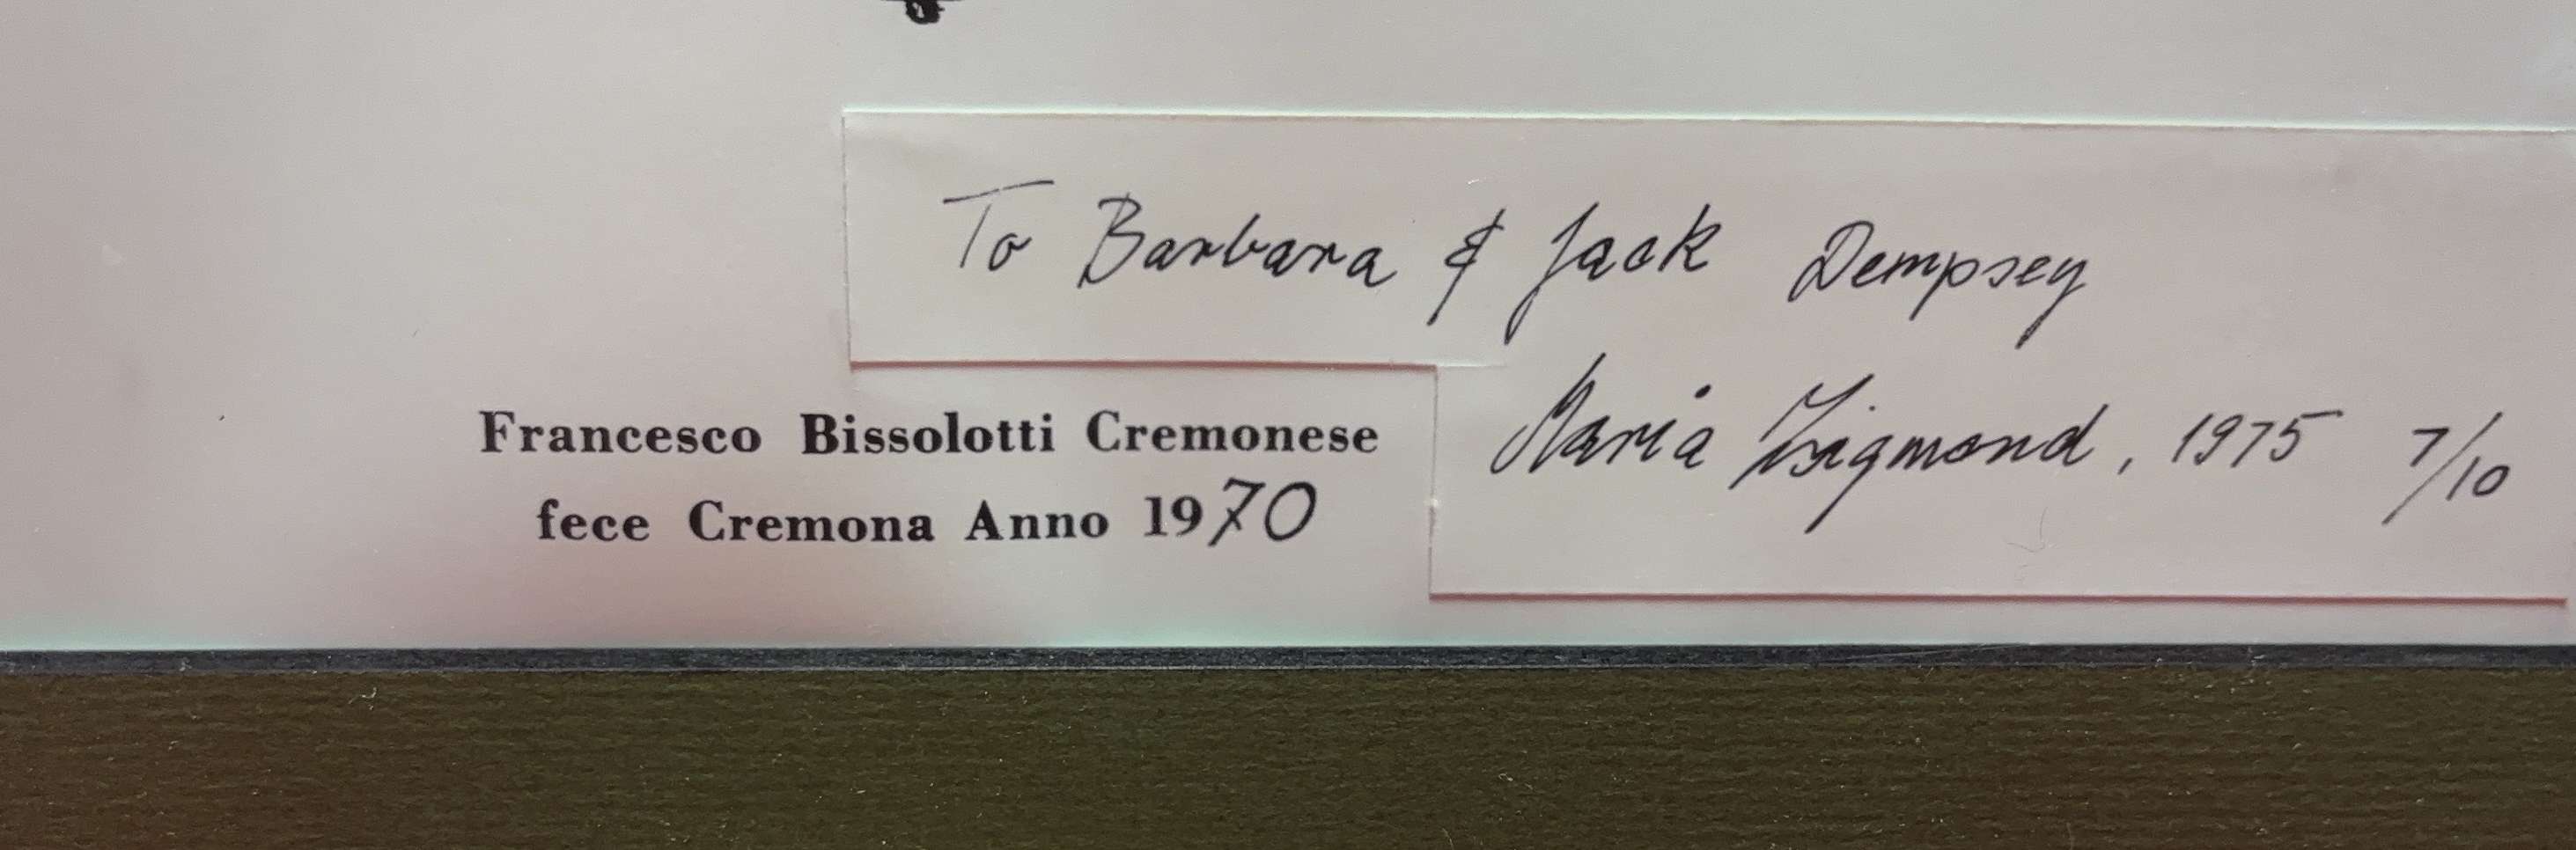 To Barbara & Jack Dempsey
Maria Zsigmond, 1975 7/10
Francesco Bissolotti Cremonese
fece Cremona Anno 1970